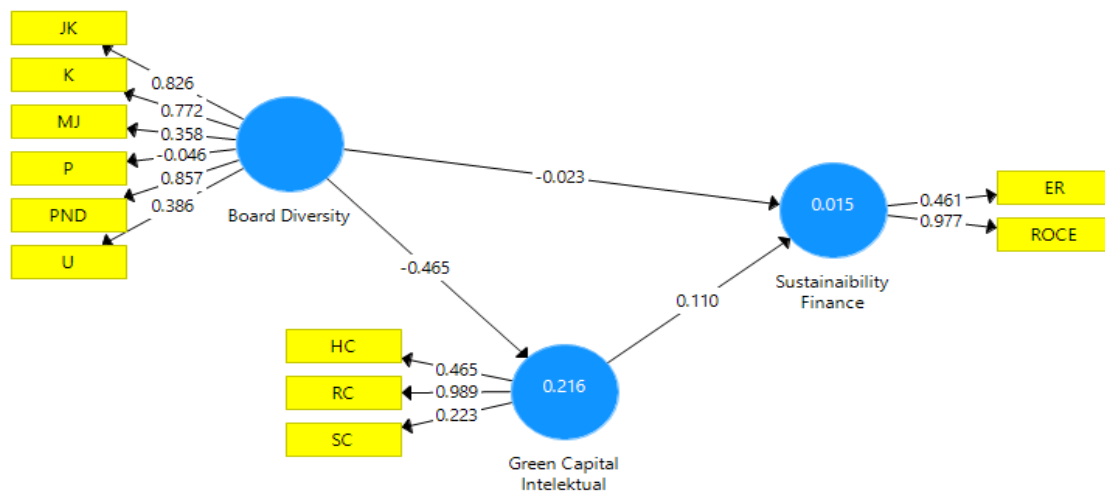 JK
K
MJ
P
PND
U
0.826
0.772
0.358
-0.046
0.857
0.386
Board Diversity
-0.023
-0.465
0.110
0.015
Sustainaibility
Finance
0.461
0.977
ER
ROCE
HC
RC
SC
0.465
0.989
0.223
0.216
Green Capital
Intelektual